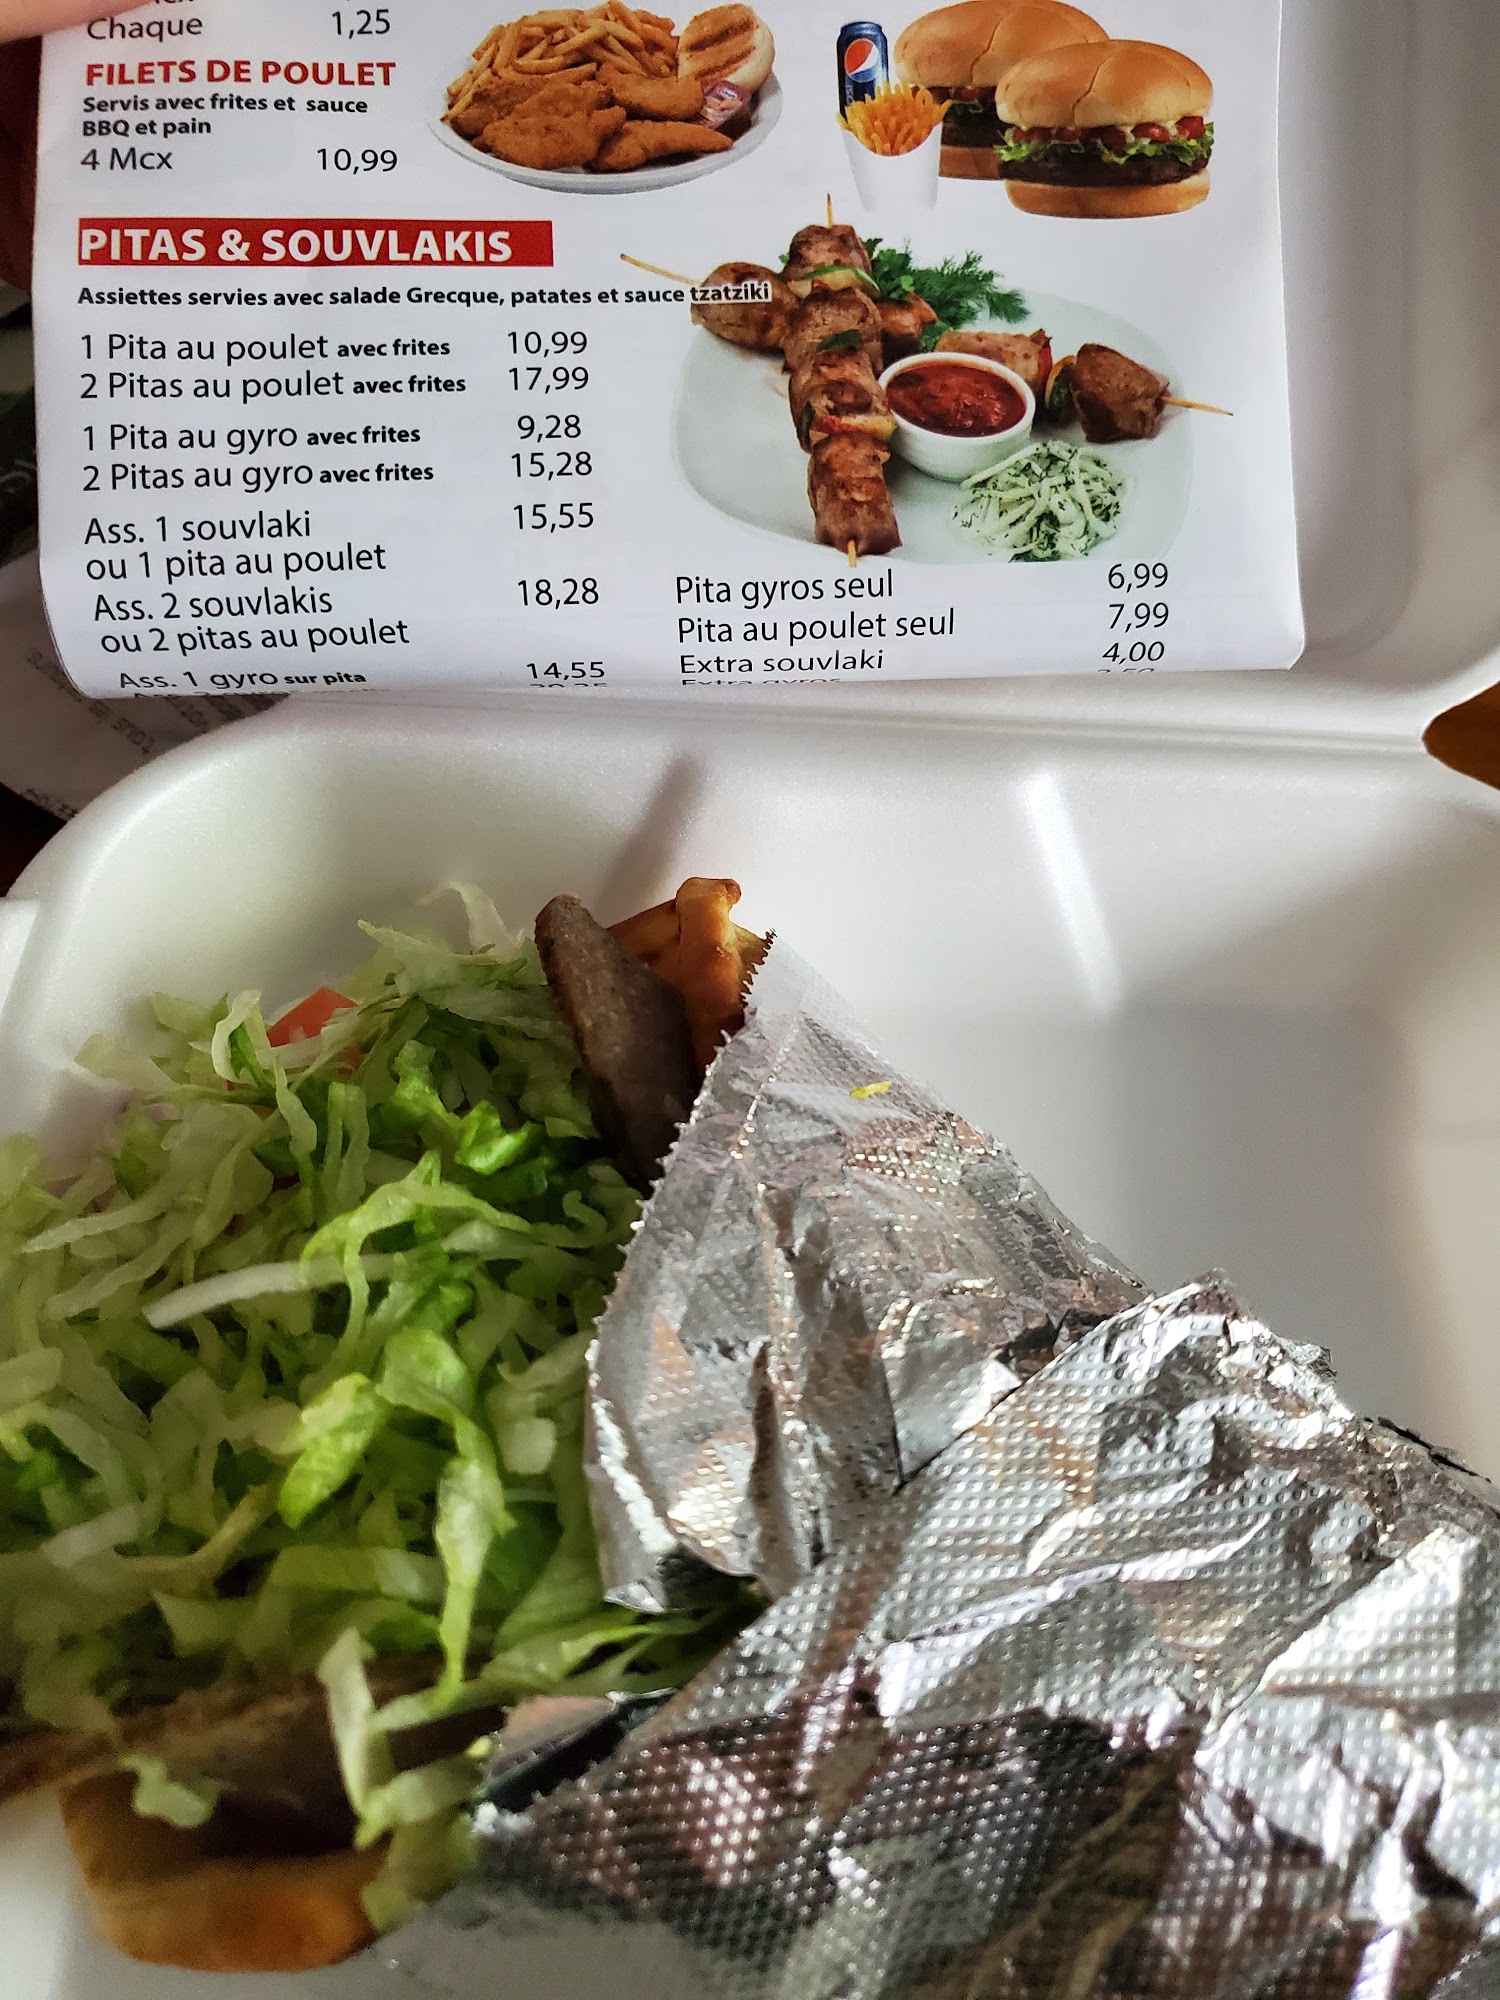 Chaque 1,25
FILETS DE POULET
Servis avec frites et sauce
BBQ et pain
4 Mcx 10,99
PITAS & SOUVLAKIS
Assiettes servies avec salade Grecque, patates et sauce tzatziki
1 Pita au poulet avec frites 10,99
2 Pitas au poulet avec frites 17,99
1 Pita au gyro avec frites 9,28
2 Pitas au gyro avec frites 15,28
Ass. 1 souvlaki 15,55
ou 1 pita au poulet
Ass. 2 souvlakis 18,28
ou 2 pitas au poulet
Ass. 1 gyro sur pita 14,55
Pita gyros seul 6,99
Pita au poulet seul 7,99
Extra souvlaki 4,00
Extra gyros